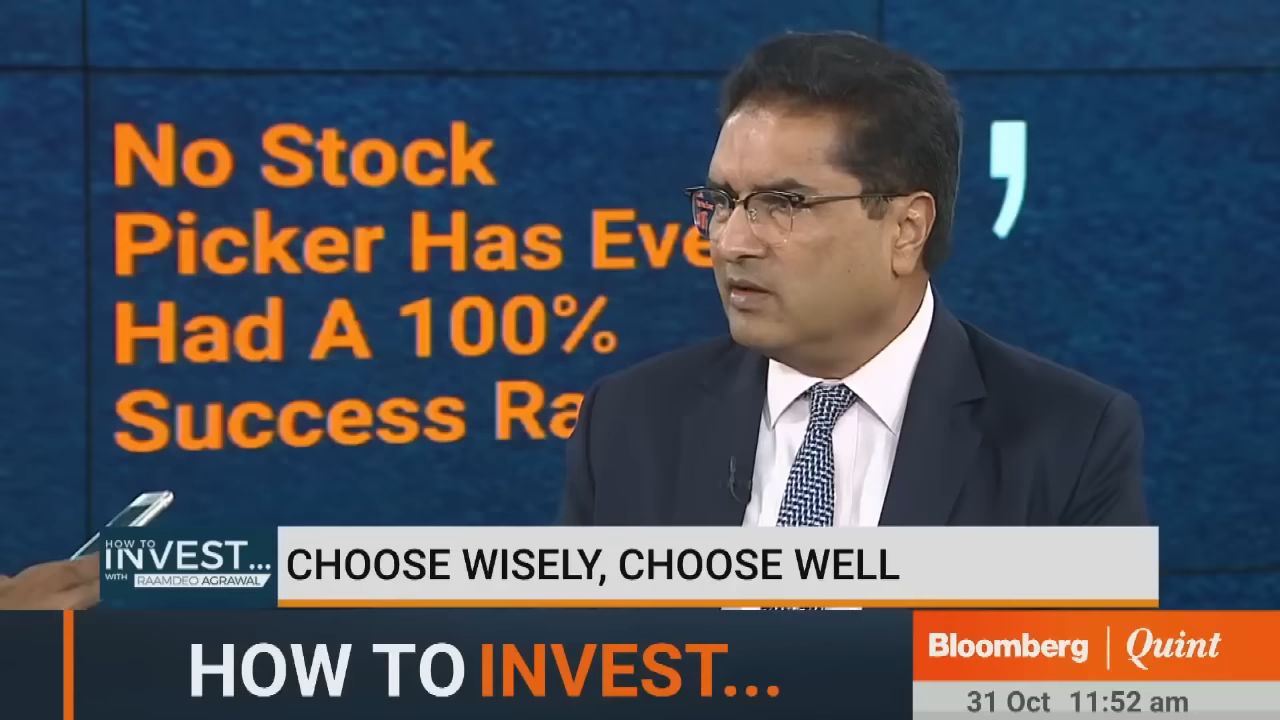 No Stock
Picker Has Eve
Had A 100%
Success Ra
’
HOW TO
INVEST...
WITH RAAMDEO AGRAWAL
CHOOSE WISELY, CHOOSE WELL
HOW TO INVEST...
Bloomberg | Quint
31 Oct 11:52 am